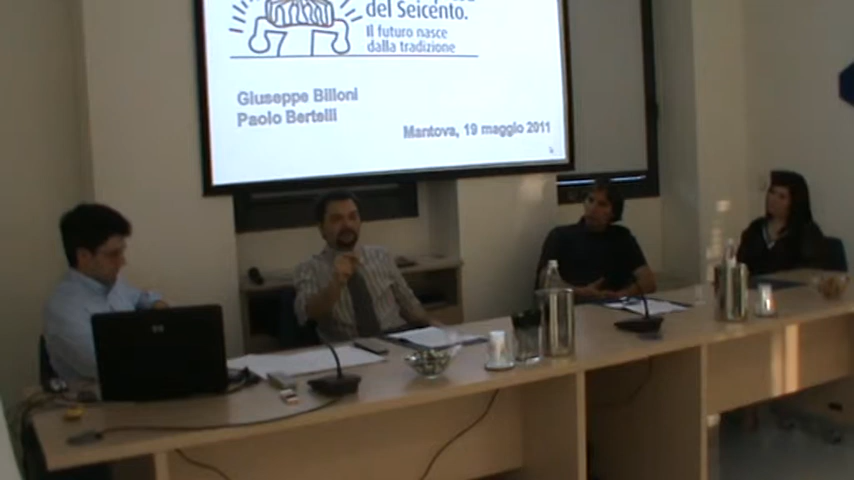 del Seicento.
Il futuro nasce
dalla tradizione
Giuseppe Billoni
Paolo Bertelli
Mantova, 19 maggio 2011